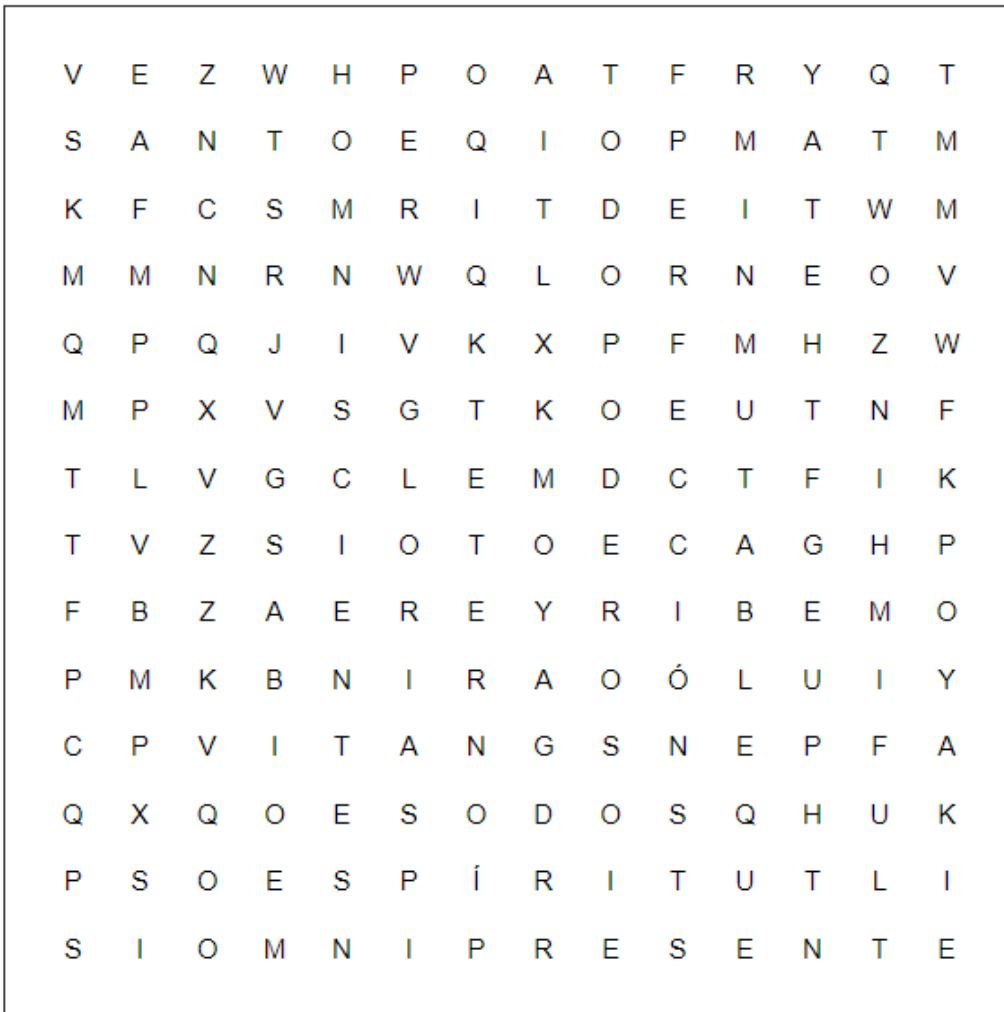 V E Z W H P O A T F R Y Q T
S A N T O E Q I O P M A T M
K F C S M R I T D E I T W M
M M N R N W Q L O R N E O V
Q P Q J I V K X P F M H Z W
M P X V S G T K O E U T N F
T L V G C L E M D C T F I K
T V Z S I O T O E C A G H P
F B Z A E R E Y R I B E M O
P M K B N I R A O Ó L U I Y
C P V I T A N G S N E P F A
Q X Q O E S O D O S Q H U K
P S O E S P Í R I T U T L I
S I O M N I P R E S E N T E